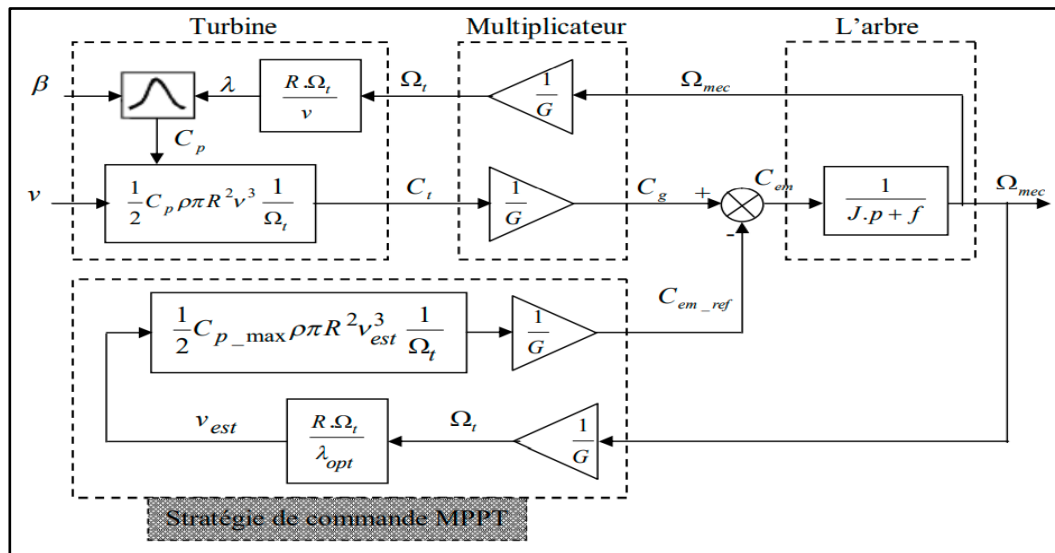 Turbine
Multiplicateur
L'arbre
β
λ
R.Ω_t / v
Ω_t
1/G
Ω_mec
C_p
v
1/2 C_p ρπR²v³ 1/Ω_t
C_t
1/G
C_g
+
-
C_em
1/(J.p + f)
Ω_mec
C_em_ref
1/2 C_p_max ρπR²v_est³ 1/Ω_t
1/G
v_est
R.Ω_t / λ_opt
Ω_t
1/G
Stratégie de commande MPPT